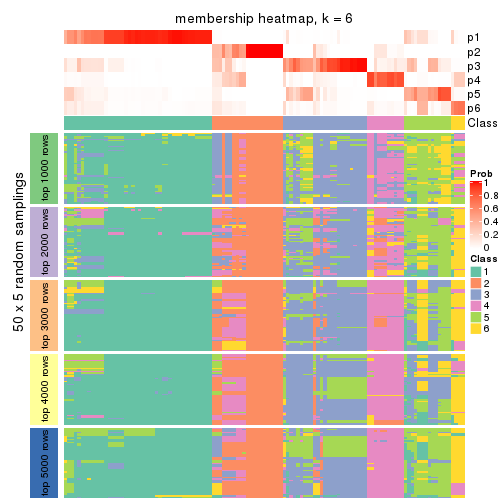 membership heatmap, k = 6
p1
p2
p3
p4
p5
p6
Class
50 x 5 random samplings
top 1000 rows
top 2000 rows
top 3000 rows
top 4000 rows
top 5000 rows
Prob
1
0.8
0.6
0.4
0.2
0
Class
1
2
3
4
5
6